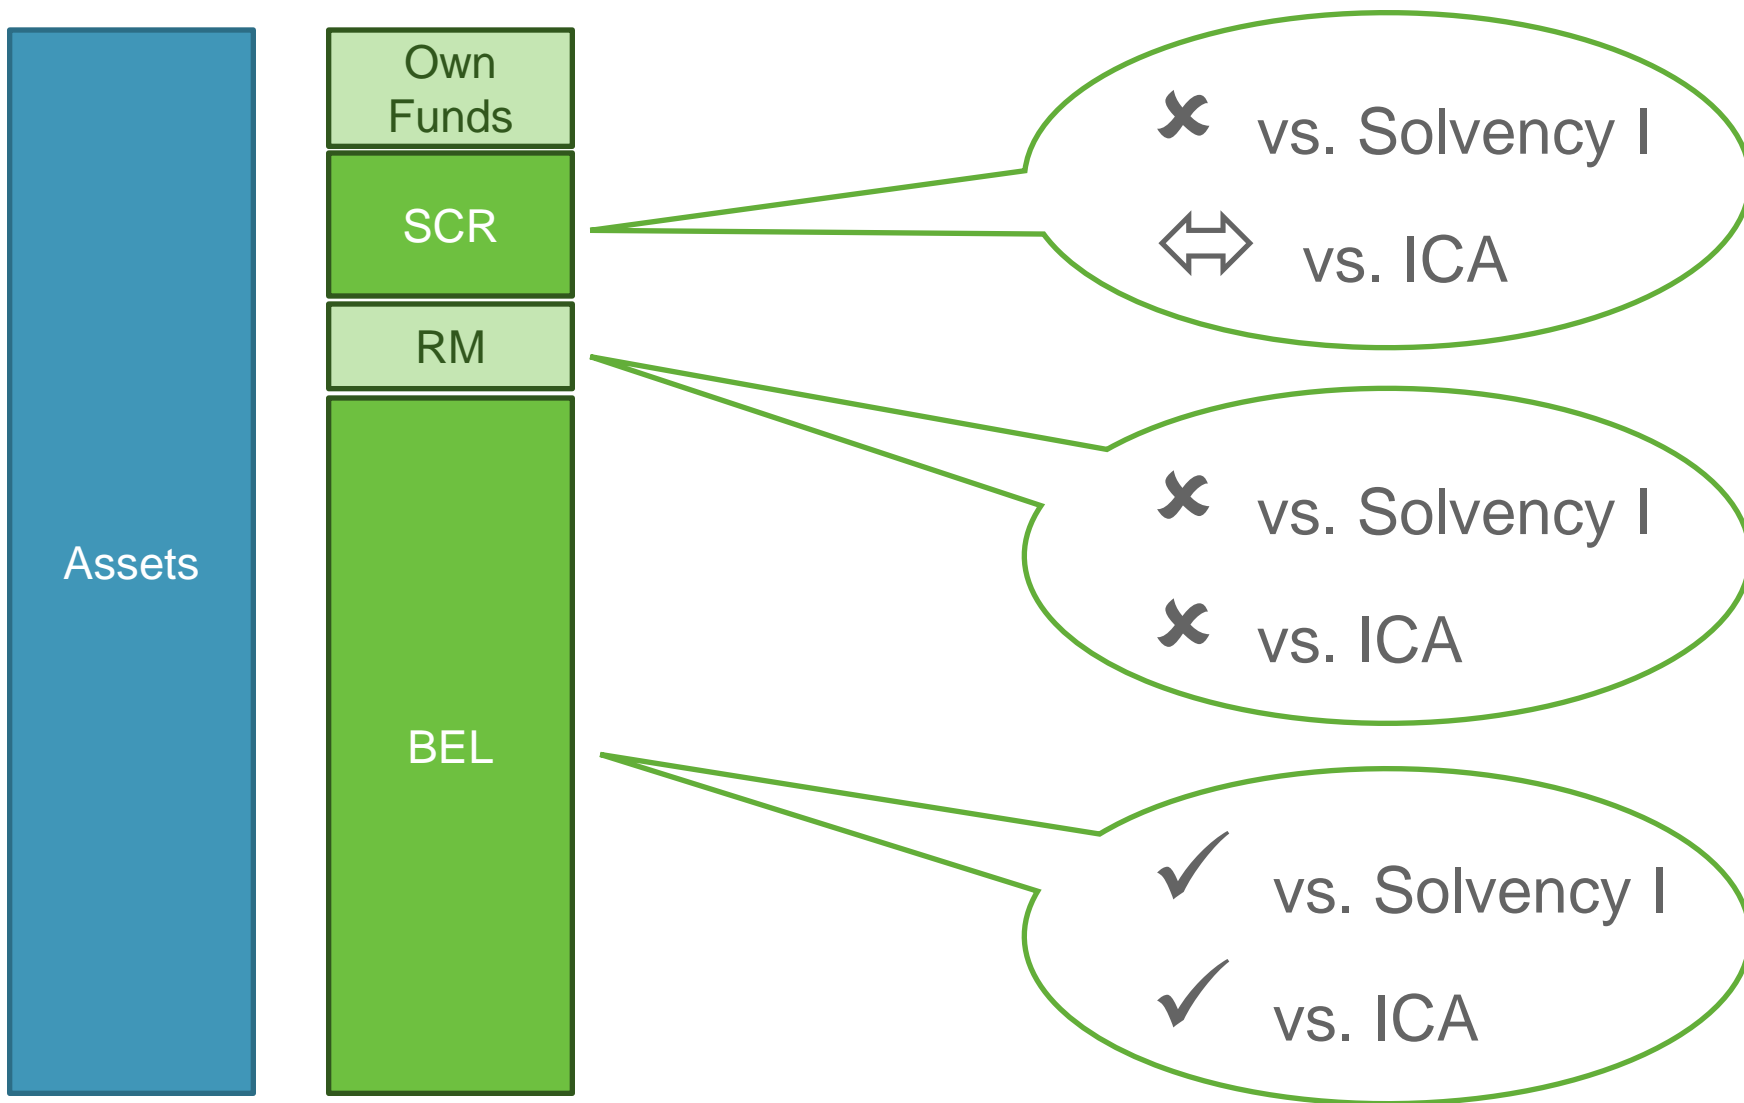 Assets
Own
Funds
SCR
RM
BEL
✘ vs. Solvency I
⇔ vs. ICA
✘ vs. Solvency I
✘ vs. ICA
✓ vs. Solvency I
✓ vs. ICA